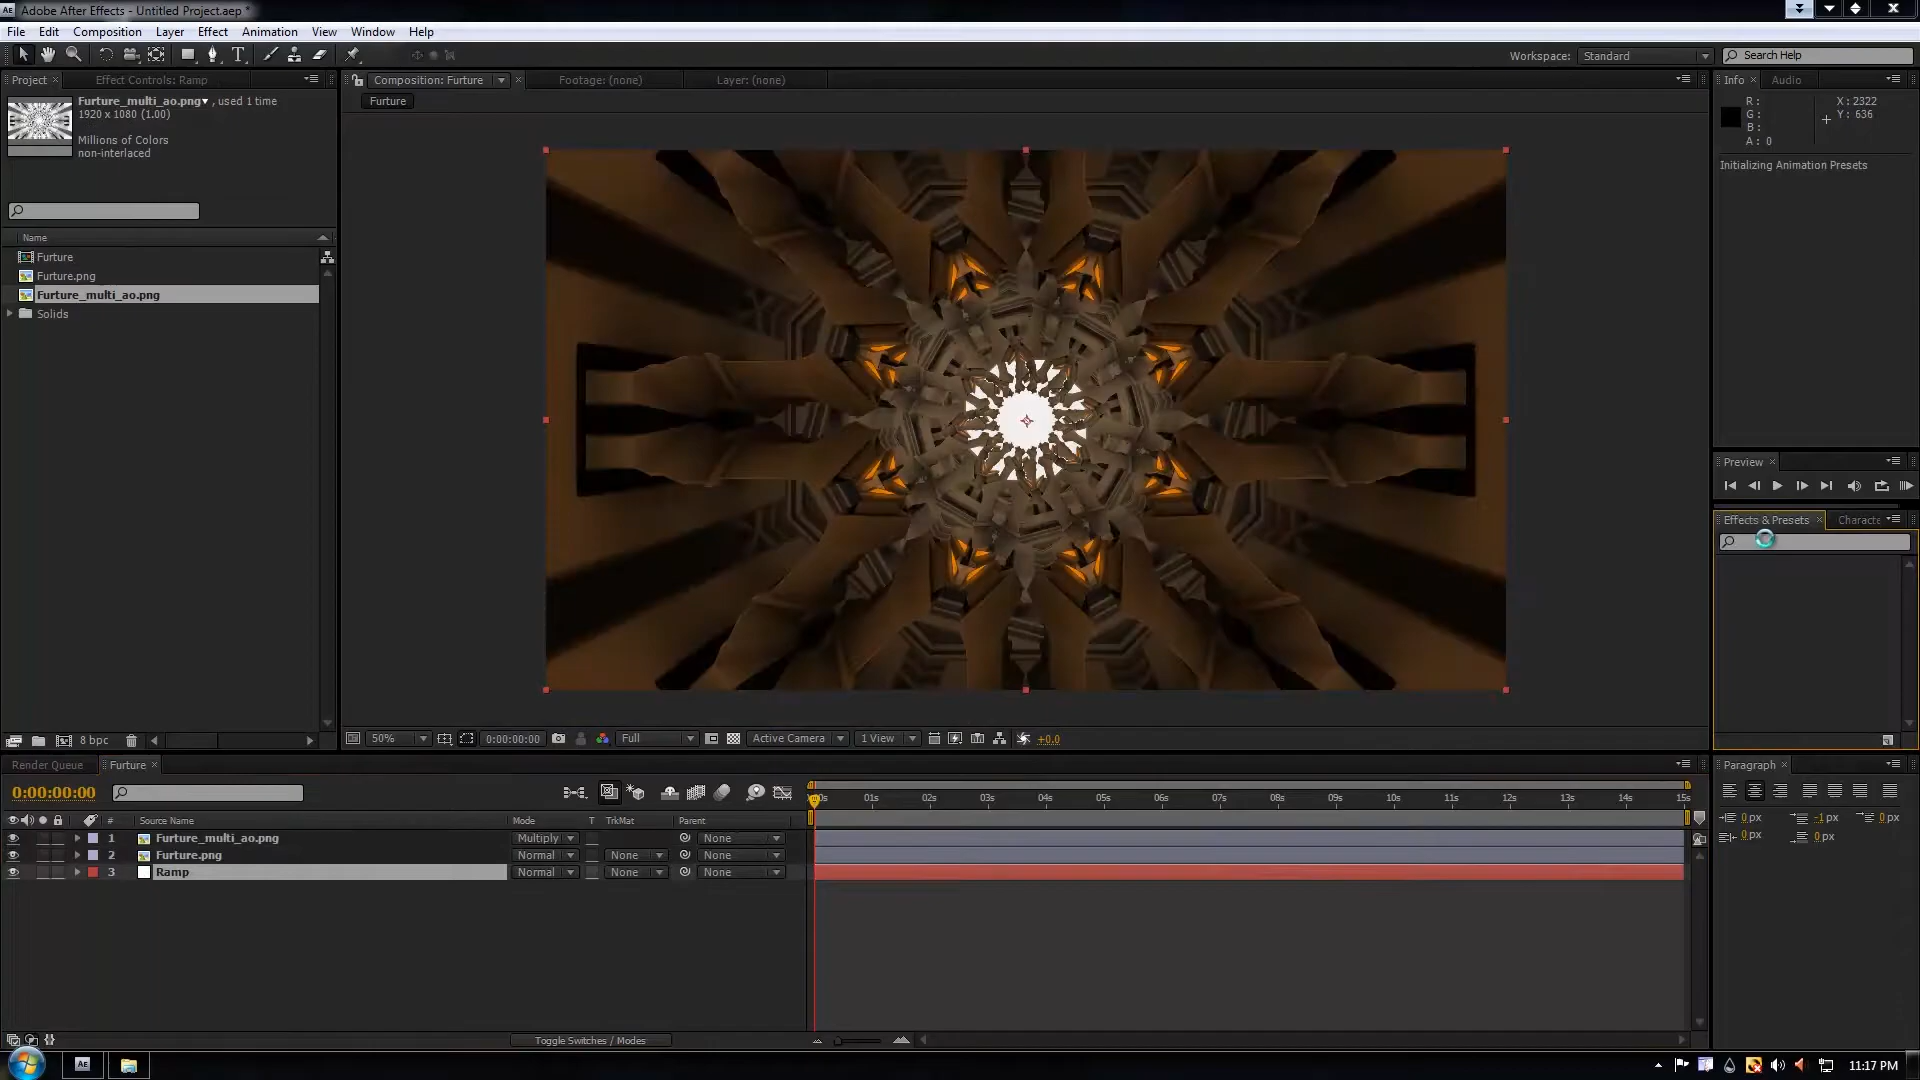 Adobe After Effects - Untitled Project.aep *
File Edit Composition Layer Effect Animation View Window Help
Workspace: Standard Search Help
Project Effect Controls: Ramp
Furture_multi_ao.png , used 1 time
1920 x 1080 (1.00)
Millions of Colors
non-interlaced
Name
Furture
Furture.png
Furture_multi_ao.png
Solids
8 bpc
Composition: Furture Footage: (none) Layer: (none)
Furture
50% 0:00:00:00 Full Active Camera 1 View +0.0
Info Audio
R :
G :
B :
A : 0
X : 2322
Y : 636
Initializing Animation Presets
Preview
Effects & Presets Characte
Render Queue Furture
0:00:00:00
# Source Name Mode T TrkMat Parent
1 Furture_multi_ao.png Multiply None
2 Furture.png Normal None None
3 Ramp Normal None None
01s 02s 03s 04s 05s 06s 07s 08s 09s 10s 11s 12s 13s 14s 15s
Toggle Switches / Modes
Paragraph
0 px -1 px 0 px
0 px 0 px
11:17 PM